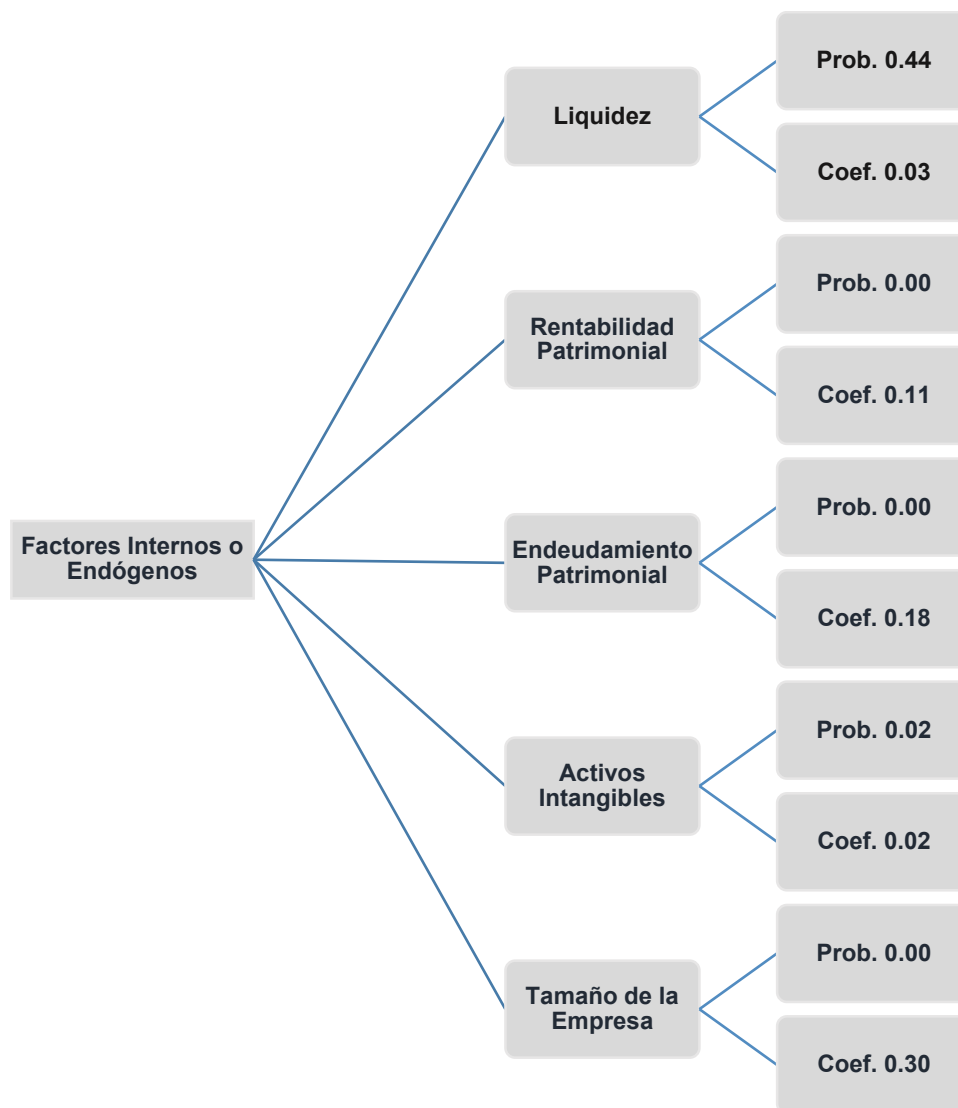 Factores Internos o
Endógenos
Liquidez
Prob. 0.44
Coef. 0.03
Rentabilidad
Patrimonial
Prob. 0.00
Coef. 0.11
Endeudamiento
Patrimonial
Prob. 0.00
Coef. 0.18
Activos
Intangibles
Prob. 0.02
Coef. 0.02
Tamaño de la
Empresa
Prob. 0.00
Coef. 0.30